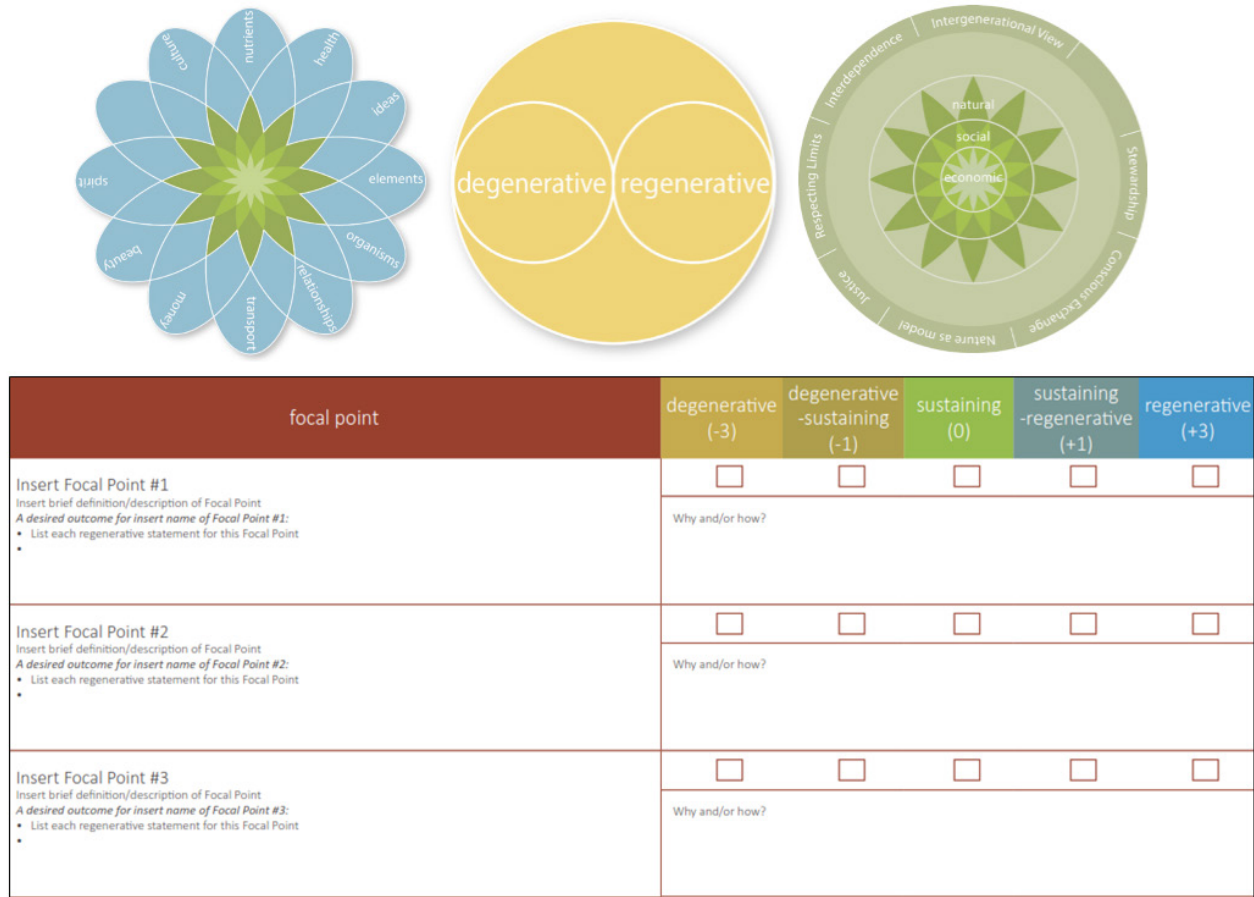 culture
nutrients
health
ideas
elements
organisms
relationships
transport
money
beauty
spirit
degenerative
regenerative
Interdependence
Intergenerational View
Stewardship
Conscious Exchange
Nature as model
Justice
Respecting Limits
natural
social
economic
focal point
degenerative
(-3)
degenerative
-sustaining
(-1)
sustaining
(0)
sustaining
-regenerative
(+1)
regenerative
(+3)
Insert Focal Point #1
Insert brief definition/description of Focal Point
A desired outcome for insert name of Focal Point #1:
• List each regenerative statement for this Focal Point
•
Why and/or how?
Insert Focal Point #2
Insert brief definition/description of Focal Point
A desired outcome for insert name of Focal Point #2:
• List each regenerative statement for this Focal Point
•
Why and/or how?
Insert Focal Point #3
Insert brief definition/description of Focal Point
A desired outcome for insert name of Focal Point #3:
• List each regenerative statement for this Focal Point
•
Why and/or how?